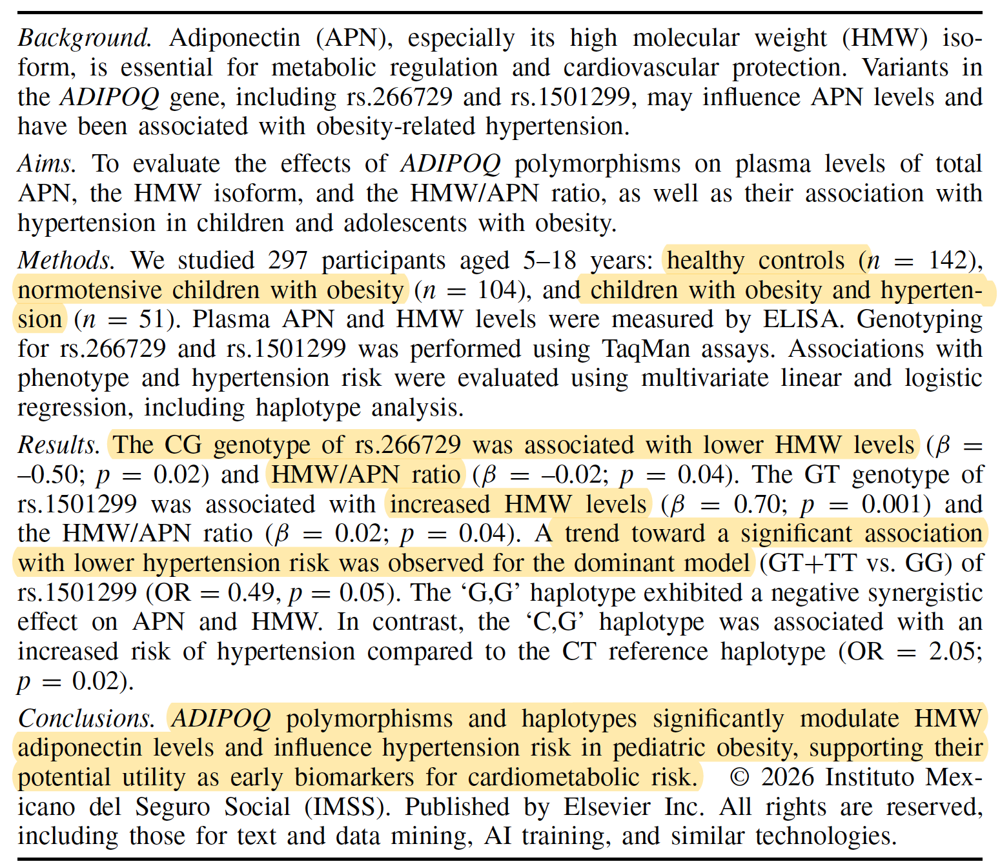 Background. Adiponectin (APN), especially its high molecular weight (HMW) iso-
form, is essential for metabolic regulation and cardiovascular protection. Variants in
the ADIPOQ gene, including rs.266729 and rs.1501299, may influence APN levels and
have been associated with obesity-related hypertension.
Aims. To evaluate the effects of ADIPOQ polymorphisms on plasma levels of total
APN, the HMW isoform, and the HMW/APN ratio, as well as their association with
hypertension in children and adolescents with obesity.
Methods. We studied 297 participants aged 5–18 years: healthy controls (n = 142),
normotensive children with obesity (n = 104), and children with obesity and hyperten-
sion (n = 51). Plasma APN and HMW levels were measured by ELISA. Genotyping
for rs.266729 and rs.1501299 was performed using TaqMan assays. Associations with
phenotype and hypertension risk were evaluated using multivariate linear and logistic
regression, including haplotype analysis.
Results. The CG genotype of rs.266729 was associated with lower HMW levels (β =
–0.50; p = 0.02) and HMW/APN ratio (β = –0.02; p = 0.04). The GT genotype of
rs.1501299 was associated with increased HMW levels (β = 0.70; p = 0.001) and
the HMW/APN ratio (β = 0.02; p = 0.04). A trend toward a significant association
with lower hypertension risk was observed for the dominant model (GT+TT vs. GG) of
rs.1501299 (OR = 0.49, p = 0.05). The ‘G,G’ haplotype exhibited a negative synergistic
effect on APN and HMW. In contrast, the ‘C,G’ haplotype was associated with an
increased risk of hypertension compared to the CT reference haplotype (OR = 2.05;
p = 0.02).
Conclusions. ADIPOQ polymorphisms and haplotypes significantly modulate HMW
adiponectin levels and influence hypertension risk in pediatric obesity, supporting their
potential utility as early biomarkers for cardiometabolic risk. © 2026 Instituto Mex-
icano del Seguro Social (IMSS). Published by Elsevier Inc. All rights are reserved,
including those for text and data mining, AI training, and similar technologies.